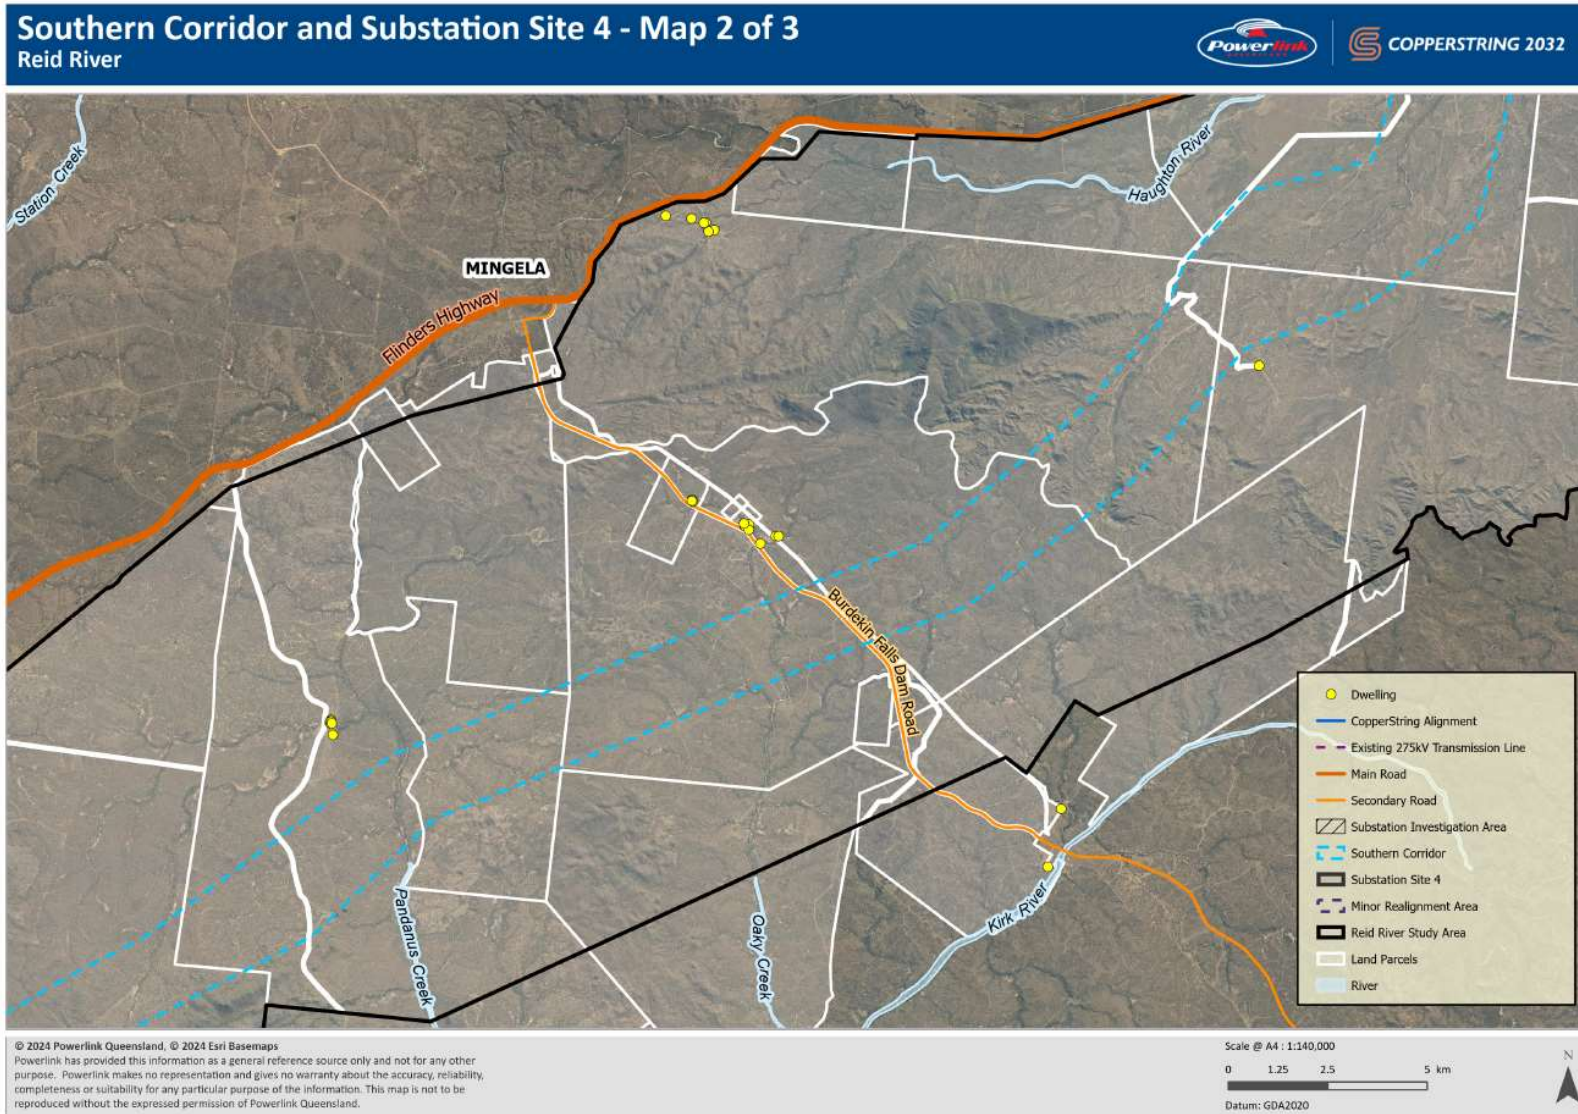 Southern Corridor and Substation Site 4 - Map 2 of 3
Reid River
Powerlink
COPPERSTRING 2032
Station Creek
Haughton River
MINGELA
Flinders Highway
Burdekin Falls Dam Road
Pandanus Creek
Oaky Creek
Kirk River
Dwelling
CopperString Alignment
Existing 275kV Transmission Line
Main Road
Secondary Road
Substation Investigation Area
Southern Corridor
Substation Site 4
Minor Realignment Area
Reid River Study Area
Land Parcels
River
© 2024 Powerlink Queensland, © 2024 Esri Basemaps
Powerlink has provided this information as a general reference source only and not for any other
purpose. Powerlink makes no representation and gives no warranty about the accuracy, reliability,
completeness or suitability for any particular purpose of the information. This map is not to be
reproduced without the expressed permission of Powerlink Queensland.
Scale @ A4 : 1:140,000
0 1.25 2.5 5 km
Datum: GDA2020
N